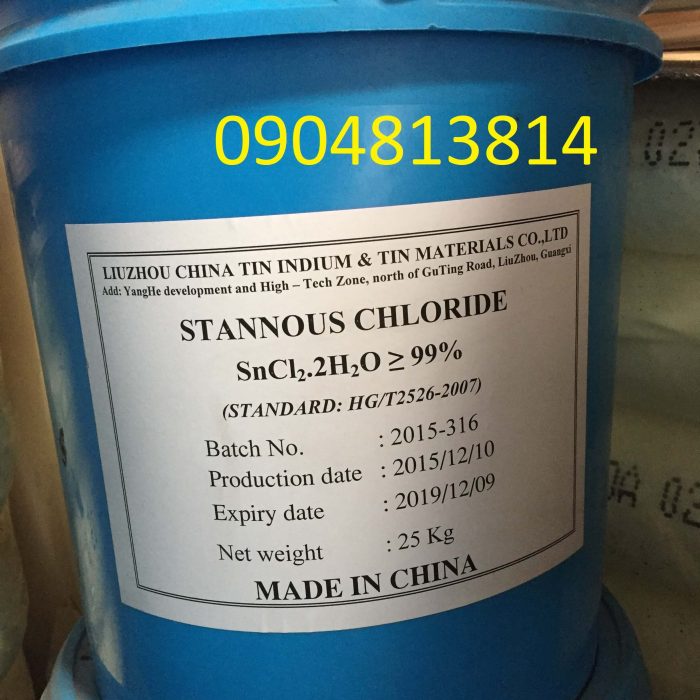 0904813814
LIUZHOU CHINA TIN INDIUM & TIN MATERIALS CO.,LTD
Add: YangHe development and High – Tech Zone, north of GuTing Road, LiuZhou, Guangxi
STANNOUS CHLORIDE
SnCl₂.2H₂O ≥ 99%
(STANDARD: HG/T2526-2007)
Batch No. : 2015-316
Production date : 2015/12/10
Expiry date : 2019/12/09
Net weight : 25 Kg
MADE IN CHINA